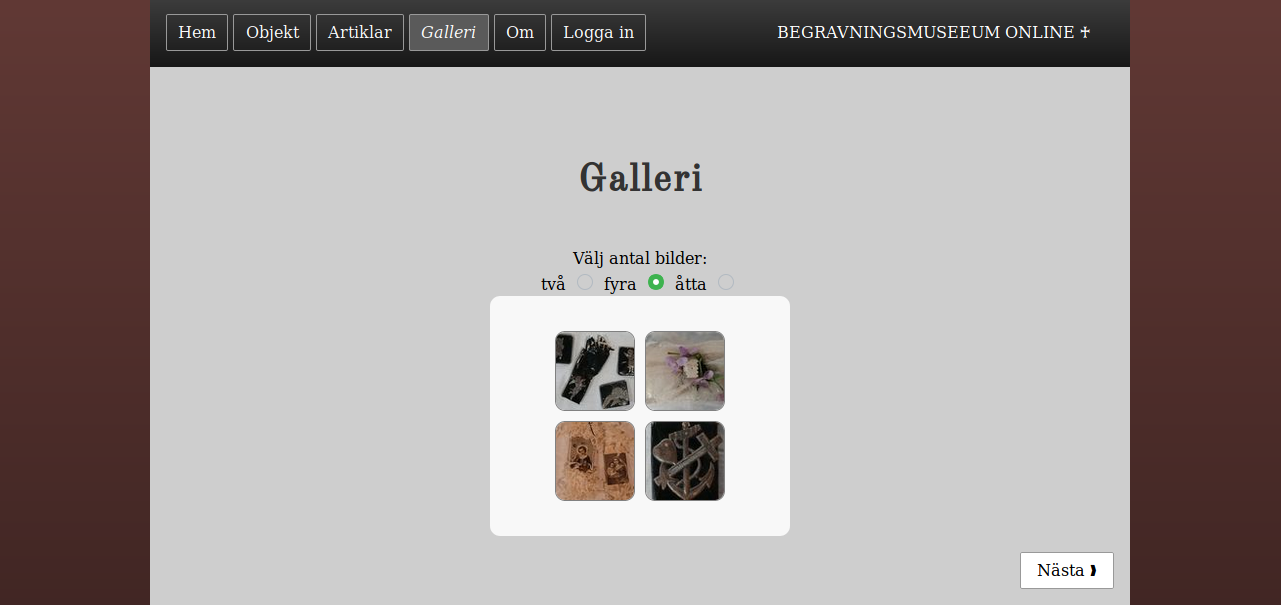 Hem Objekt Artiklar Galleri Om Logga in BEGRAVNINGSMUSEEUM ONLINE ♰
Galleri
Välj antal bilder:
två fyra åtta
Nästa ❫